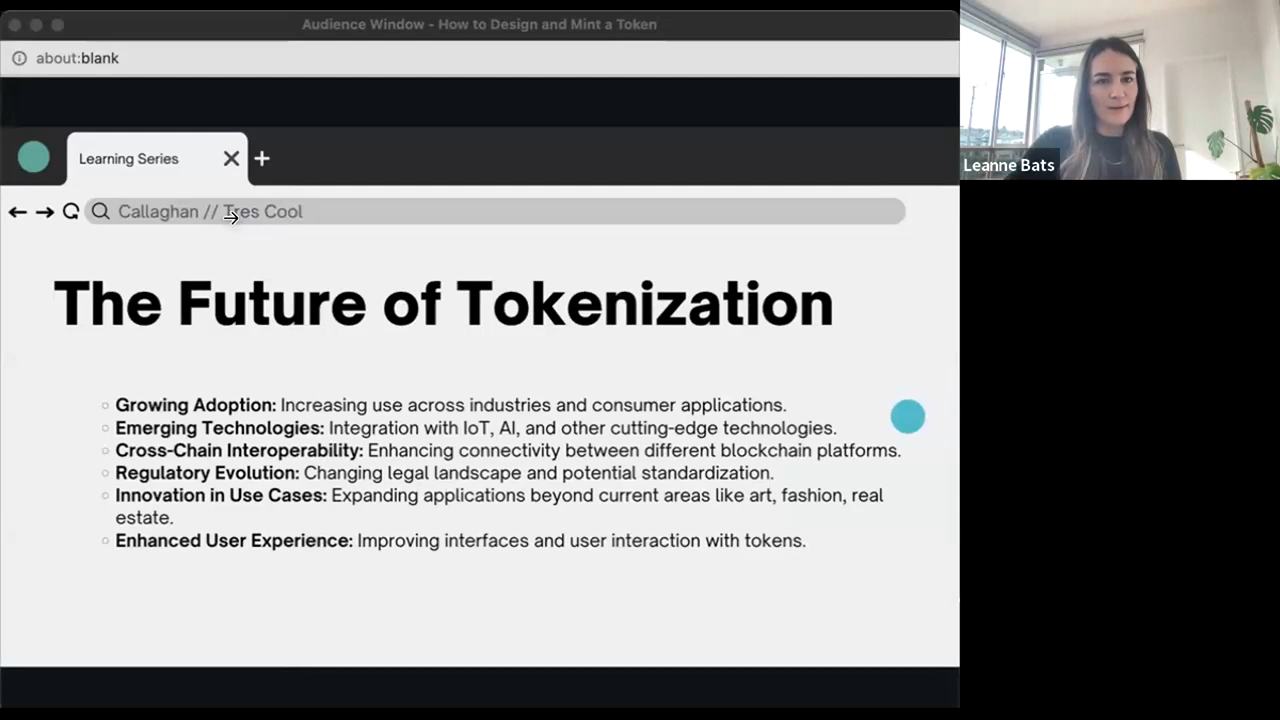 Audience Window - How to Design and Mint a Token
about:blank
Learning Series
Callaghan // Tres Cool
The Future of Tokenization
Growing Adoption: Increasing use across industries and consumer applications.
Emerging Technologies: Integration with IoT, AI, and other cutting-edge technologies.
Cross-Chain Interoperability: Enhancing connectivity between different blockchain platforms.
Regulatory Evolution: Changing legal landscape and potential standardization.
Innovation in Use Cases: Expanding applications beyond current areas like art, fashion, real
estate.
Enhanced User Experience: Improving interfaces and user interaction with tokens.
Leanne Bats